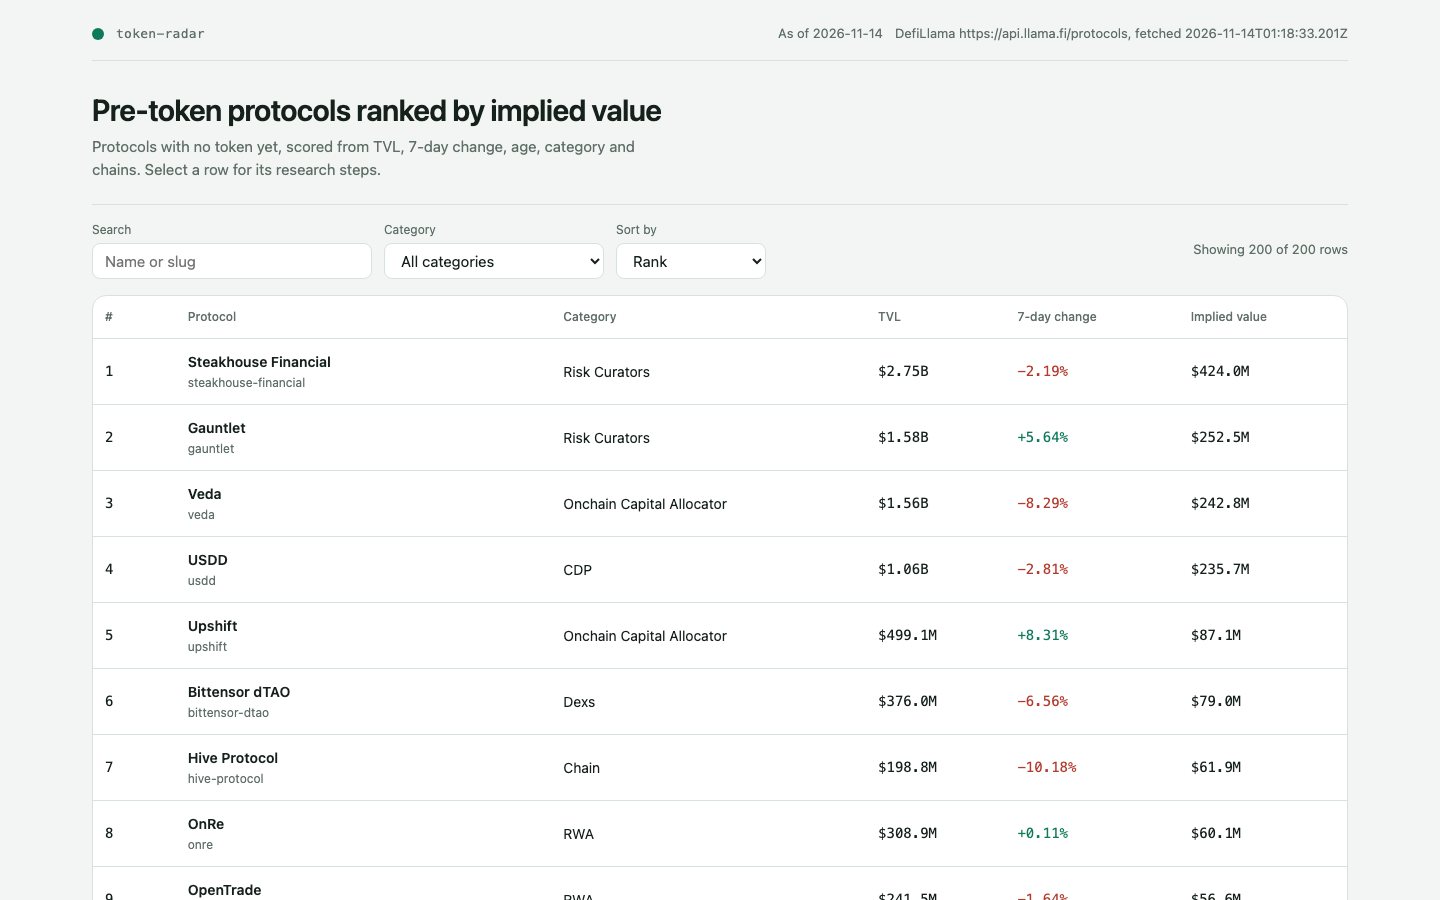 token-radar
As of 2026-11-14 DefiLlama https://api.llama.fi/protocols, fetched 2026-11-14T01:18:33.201Z
Pre-token protocols ranked by implied value
Protocols with no token yet, scored from TVL, 7-day change, age, category and
chains. Select a row for its research steps.
Search Category Sort by
Name or slug All categories Rank Showing 200 of 200 rows
# Protocol Category TVL 7-day change Implied value
1 Steakhouse Financial Risk Curators $2.75B −2.19% $424.0M
steakhouse-financial
2 Gauntlet Risk Curators $1.58B +5.64% $252.5M
gauntlet
3 Veda Onchain Capital Allocator $1.56B −8.29% $242.8M
veda
4 USDD CDP $1.06B −2.81% $235.7M
usdd
5 Upshift Onchain Capital Allocator $499.1M +8.31% $87.1M
upshift
6 Bittensor dTAO Dexs $376.0M −6.56% $79.0M
bittensor-dtao
7 Hive Protocol Chain $198.8M −10.18% $61.9M
hive-protocol
8 OnRe RWA $308.9M +0.11% $60.1M
onre
9 OpenTrade RWA $241.5M −1.64% $56.6M